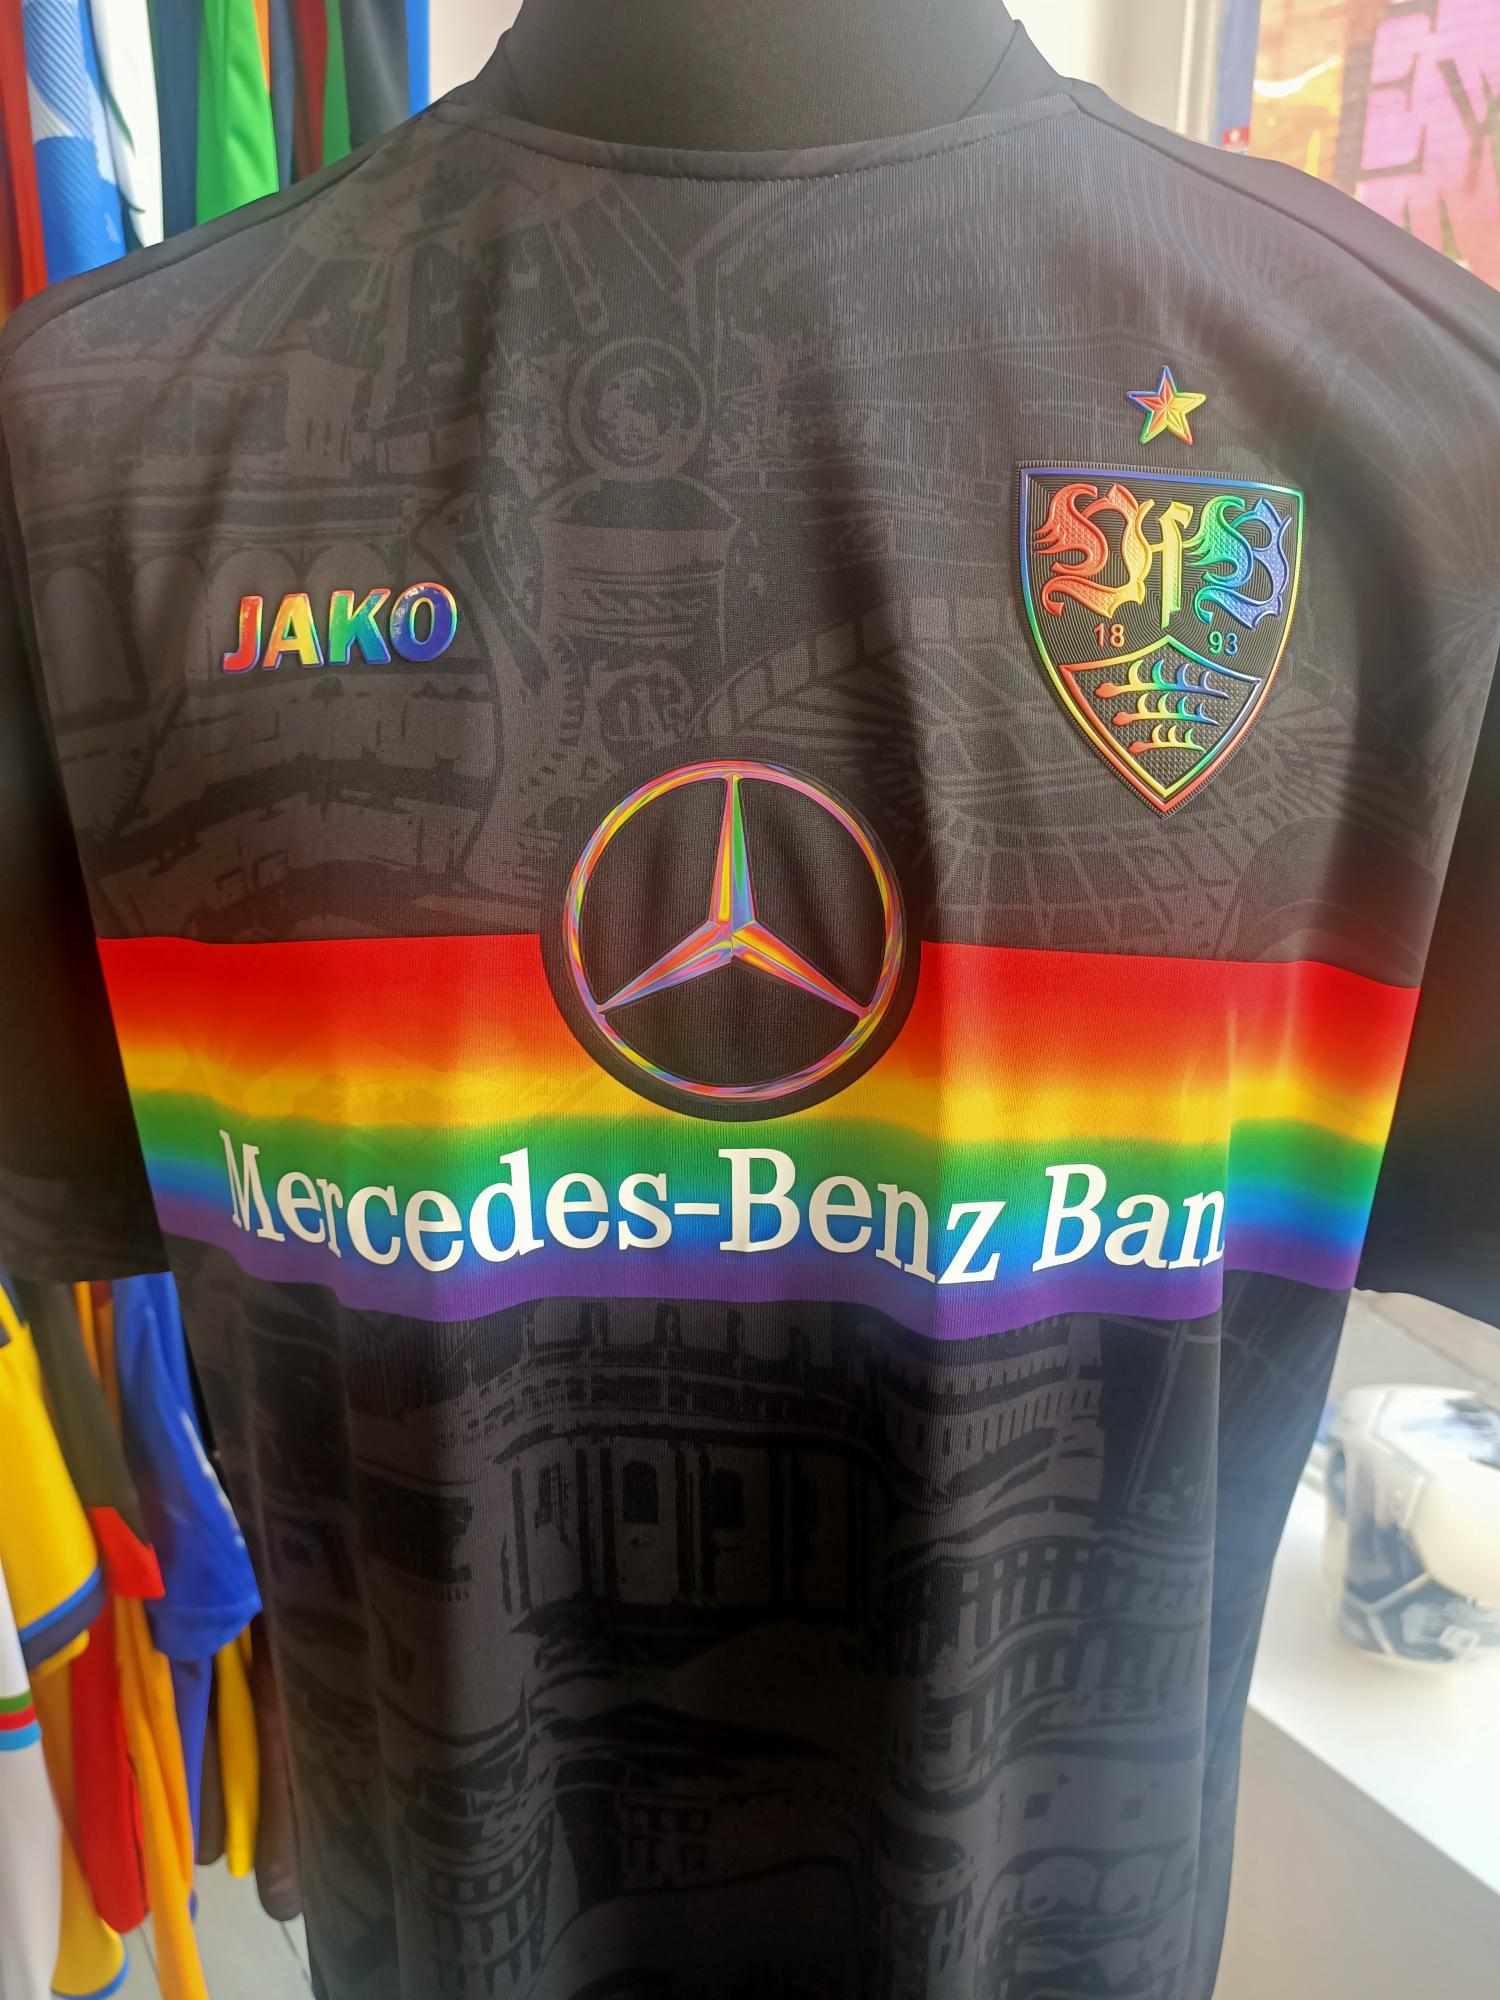 JAKO
VfB
18 93
Mercedes-Benz Ban